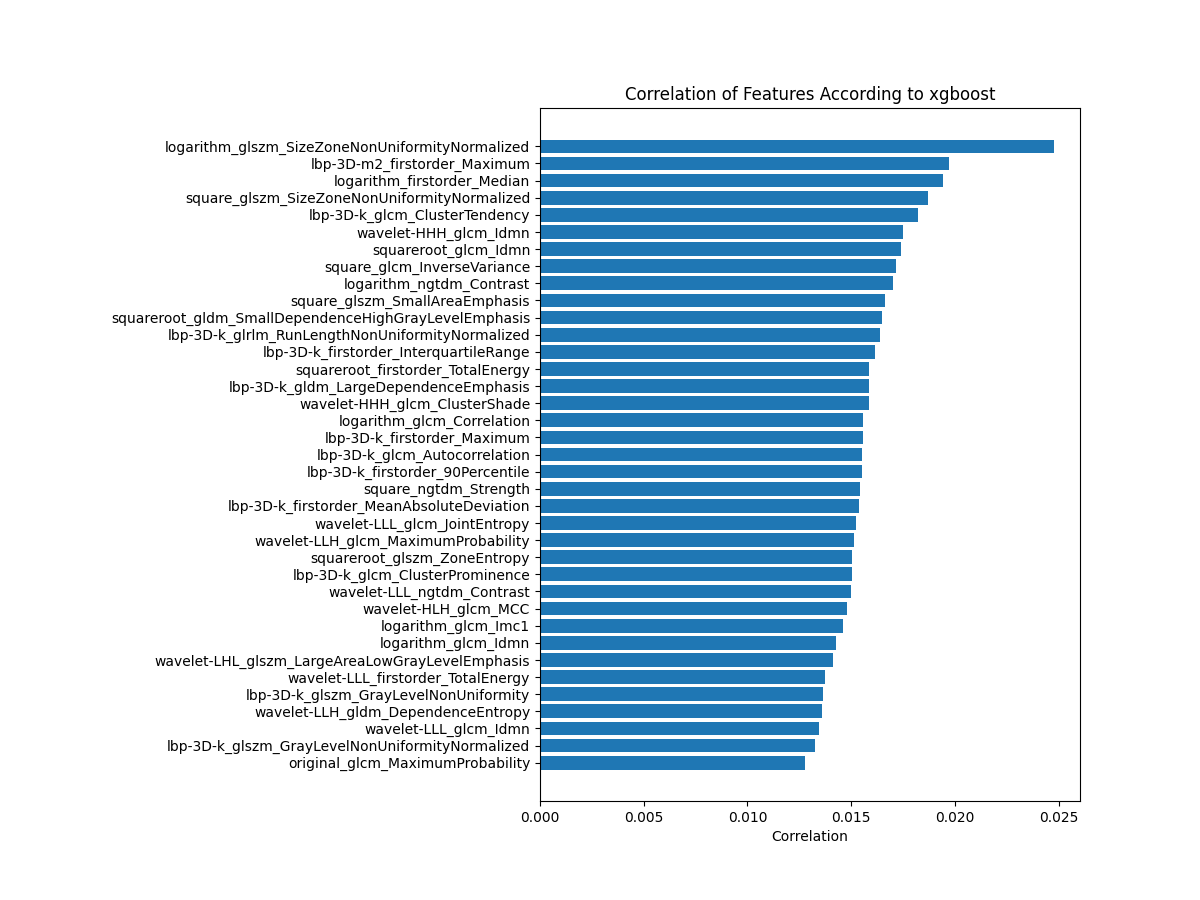 Correlation of Features According to xgboost
logarithm_glszm_SizeZoneNonUniformityNormalized
lbp-3D-m2_firstorder_Maximum
logarithm_firstorder_Median
square_glszm_SizeZoneNonUniformityNormalized
lbp-3D-k_glcm_ClusterTendency
wavelet-HHH_glcm_Idmn
squareroot_glcm_Idmn
square_glcm_InverseVariance
logarithm_ngtdm_Contrast
square_glszm_SmallAreaEmphasis
squareroot_gldm_SmallDependenceHighGrayLevelEmphasis
lbp-3D-k_glrlm_RunLengthNonUniformityNormalized
lbp-3D-k_firstorder_InterquartileRange
squareroot_firstorder_TotalEnergy
lbp-3D-k_gldm_LargeDependenceEmphasis
wavelet-HHH_glcm_ClusterShade
logarithm_glcm_Correlation
lbp-3D-k_firstorder_Maximum
lbp-3D-k_glcm_Autocorrelation
lbp-3D-k_firstorder_90Percentile
square_ngtdm_Strength
lbp-3D-k_firstorder_MeanAbsoluteDeviation
wavelet-LLL_glcm_JointEntropy
wavelet-LLH_glcm_MaximumProbability
squareroot_glszm_ZoneEntropy
lbp-3D-k_glcm_ClusterProminence
wavelet-LLL_ngtdm_Contrast
wavelet-HLH_glcm_MCC
logarithm_glcm_Imc1
logarithm_glcm_Idmn
wavelet-LHL_glszm_LargeAreaLowGrayLevelEmphasis
wavelet-LLL_firstorder_TotalEnergy
lbp-3D-k_glszm_GrayLevelNonUniformity
wavelet-LLH_gldm_DependenceEntropy
wavelet-LLL_glcm_Idmn
lbp-3D-k_glszm_GrayLevelNonUniformityNormalized
original_glcm_MaximumProbability
0.000 0.005 0.010 0.015 0.020 0.025
Correlation